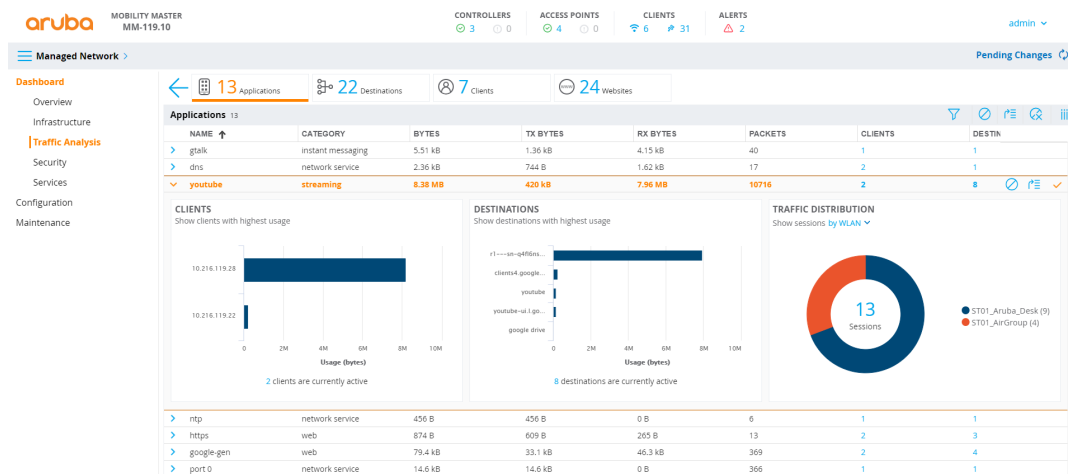 aruba MOBILITY MASTER MM-119.10 CONTROLLERS 3 0 ACCESS POINTS 4 0 CLIENTS 6 31 ALERTS 2 admin
Managed Network Pending Changes
Dashboard
Overview
Infrastructure
Traffic Analysis
Security
Services
Configuration
Maintenance
13 Applications 22 Destinations 7 Clients www 24 Websites
Applications 13
NAME CATEGORY BYTES TX BYTES RX BYTES PACKETS CLIENTS DESTIN
gtalk instant messaging 5.51 kB 1.36 kB 4.15 kB 40 1 1
dns network service 2.36 kB 744 B 1.62 kB 17 2 1
youtube streaming 8.38 MB 420 kB 7.96 MB 10716 2 8
CLIENTS
Show clients with highest usage
10.216.119.28
10.216.119.22
0 2M 4M 6M 8M 10M
Usage (bytes)
2 clients are currently active
DESTINATIONS
Show destinations with highest usage
r1---sn-q4fl6ns...
clients4.google...
youtube
youtube-ui.l.go...
google drive
0 2M 4M 6M 8M 10M
Usage (bytes)
8 destinations are currently active
TRAFFIC DISTRIBUTION
Show sessions by WLAN
13
Sessions
ST01_Aruba_Desk (9)
ST01_AirGroup (4)
ntp network service 456 B 456 B 0 B 6 1 1
https web 874 B 609 B 265 B 13 2 3
google-gen web 79.4 kB 33.1 kB 46.3 kB 369 2 4
port 0 network service 14.6 kB 14.6 kB 0 B 366 1 1